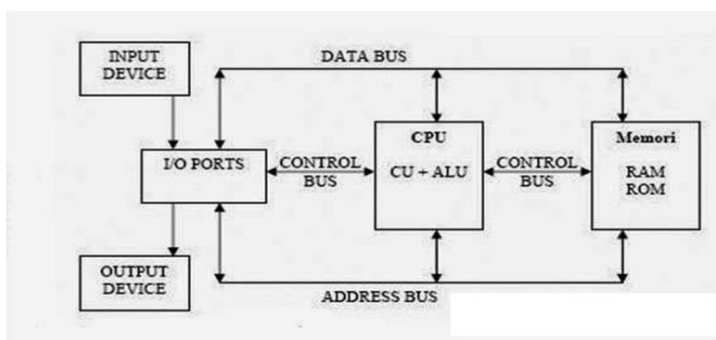 INPUT
DEVICE
DATA BUS
I/O PORTS
CONTROL
BUS
CPU
CU + ALU
CONTROL
BUS
Memori
RAM
ROM
OUTPUT
DEVICE
ADDRESS BUS